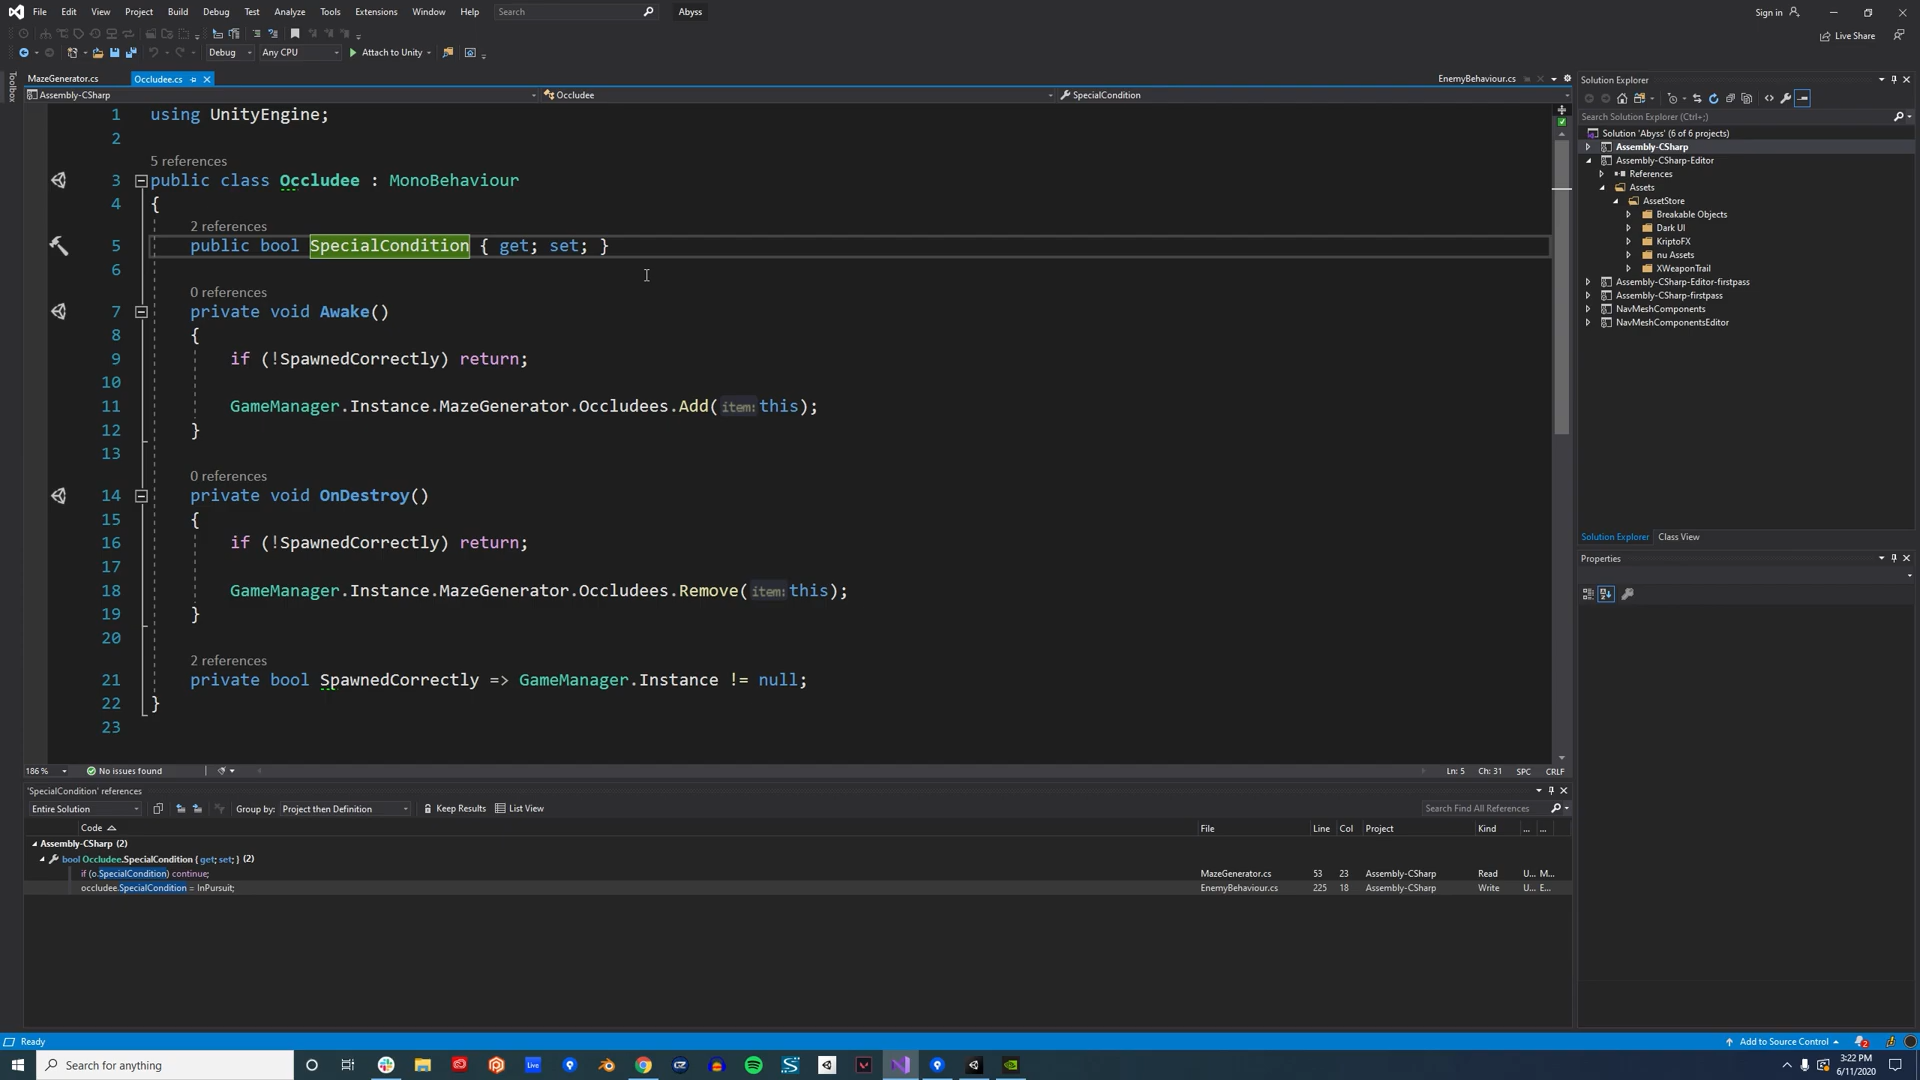 File Edit View Project Build Debug Test Analyze Tools Extensions Window Help Search Abyss Sign in
Live Share
Debug Any CPU Attach to Unity
MazeGenerator.cs Occludee.cs EnemyBehaviour.cs
Toolbox
Assembly-CSharp Occludee SpecialCondition
1 using UnityEngine;
2
5 references
3 public class Occludee : MonoBehaviour
4 {
2 references
5 public bool SpecialCondition { get; set; }
6
0 references
7 private void Awake()
8 {
9 if (!SpawnedCorrectly) return;
10
11 GameManager.Instance.MazeGenerator.Occludees.Add(item:this);
12 }
13
0 references
14 private void OnDestroy()
15 {
16 if (!SpawnedCorrectly) return;
17
18 GameManager.Instance.MazeGenerator.Occludees.Remove(item:this);
19 }
20
2 references
21 private bool SpawnedCorrectly => GameManager.Instance != null;
22 }
23
186 % No issues found Ln: 5 Ch: 31 SPC CRLF
Solution Explorer
Search Solution Explorer (Ctrl+;)
Solution 'Abyss' (6 of 6 projects)
Assembly-CSharp
Assembly-CSharp-Editor
References
Assets
AssetStore
Breakable Objects
Dark UI
KriptoFX
nu Assets
XWeaponTrail
Assembly-CSharp-Editor-firstpass
Assembly-CSharp-firstpass
NavMeshComponents
NavMeshComponentsEditor
Solution Explorer Class View
Properties
'SpecialCondition' references
Entire Solution Group by: Project then Definition Keep Results List View Search Find All References
Code File Line Col Project Kind ... ...
Assembly-CSharp (2)
bool Occludee.SpecialCondition { get; set; } (2)
if (o.SpecialCondition) continue; MazeGenerator.cs 53 23 Assembly-CSharp Read U... M...
occludee.SpecialCondition = InPursuit; EnemyBehaviour.cs 225 18 Assembly-CSharp Write U... E...
Ready Add to Source Control 2
Search for anything Live 3:22 PM
6/11/2020